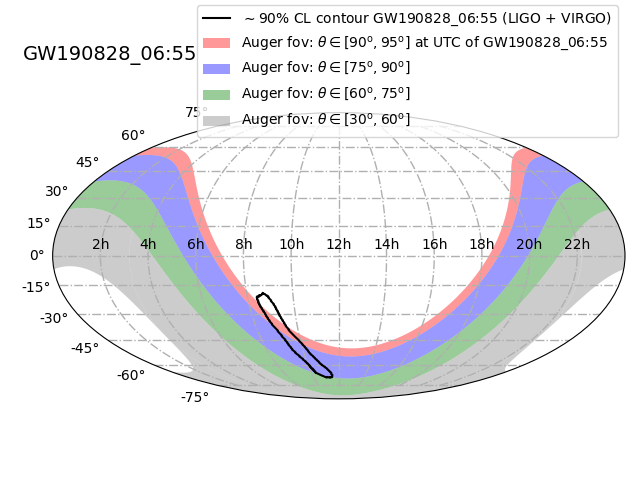 GW190828_06:55
~90% CL contour GW190828_06:55 (LIGO + VIRGO)
Auger fov: θ ∈ [90°, 95°] at UTC of GW190828_06:55
Auger fov: θ ∈ [75°, 90°]
Auger fov: θ ∈ [60°, 75°]
Auger fov: θ ∈ [30°, 60°]
75°
60°
45°
30°
15°
0°
2h 4h 6h 8h 10h 12h 14h 16h 18h 20h 22h
-15°
-30°
-45°
-60°
-75°